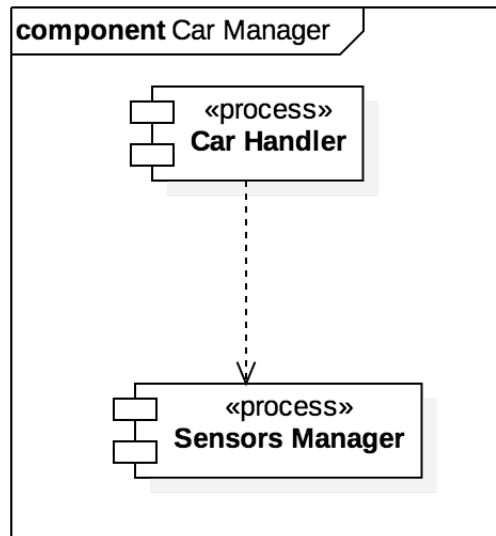 component Car Manager
«process»
Car Handler
«process»
Sensors Manager